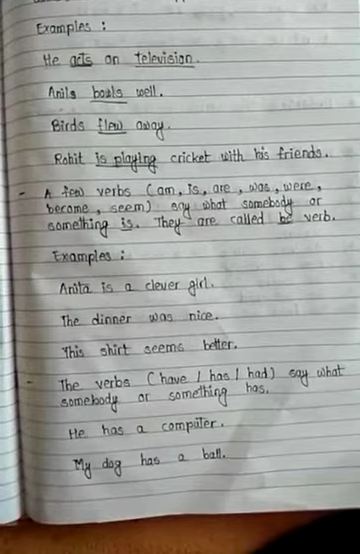 Examples :
He acts on television.
Anils bowls well.
Birds flew away.
Rohit is playing cricket with his friends.
- A few verbs (am, is, are, was, were,
become, seem) say what somebody or
something is. They are called be verb.
Examples :
Anita is a clever girl.
The dinner was nice.
This shirt seems better.
- The verbs (have / has / had) say what
somebody or something has.
He has a computer.
My dog has a ball.